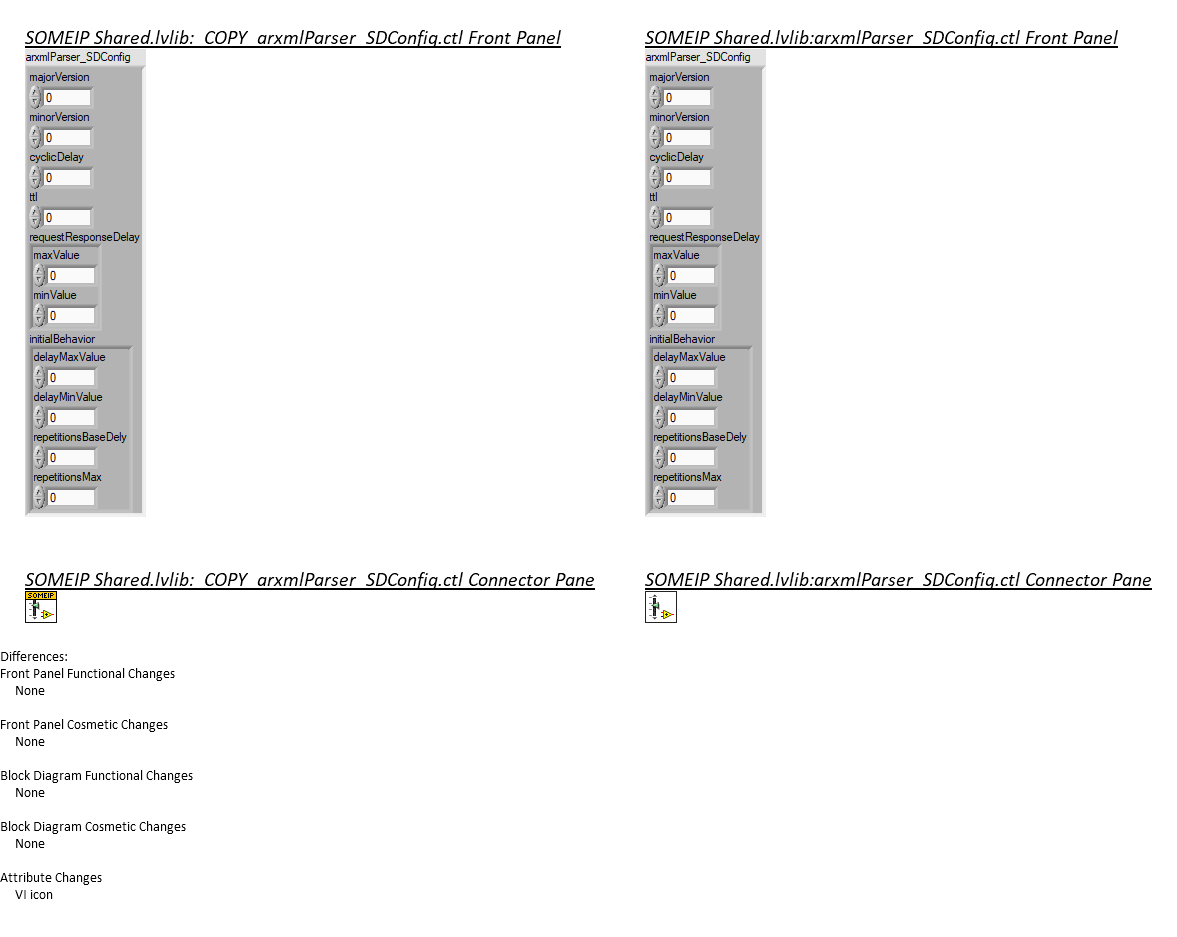 SOMEIP Shared.lvlib:_COPY_arxmlParser_SDConfig.ctl Front Panel
arxmlParser_SDConfig
majorVersion
0
minorVersion
0
cyclicDelay
0
ttl
0
requestResponseDelay
maxValue
0
minValue
0
initialBehavior
delayMaxValue
0
delayMinValue
0
repetitionsBaseDely
0
repetitionsMax
0
SOMEIP Shared.lvlib:arxmlParser_SDConfig.ctl Front Panel
arxmlParser_SDConfig
majorVersion
0
minorVersion
0
cyclicDelay
0
ttl
0
requestResponseDelay
maxValue
0
minValue
0
initialBehavior
delayMaxValue
0
delayMinValue
0
repetitionsBaseDely
0
repetitionsMax
0
SOMEIP Shared.lvlib:_COPY_arxmlParser_SDConfig.ctl Connector Pane
SOMEIP
SOMEIP Shared.lvlib:arxmlParser_SDConfig.ctl Connector Pane
Differences:
Front Panel Functional Changes
None
Front Panel Cosmetic Changes
None
Block Diagram Functional Changes
None
Block Diagram Cosmetic Changes
None
Attribute Changes
VI icon